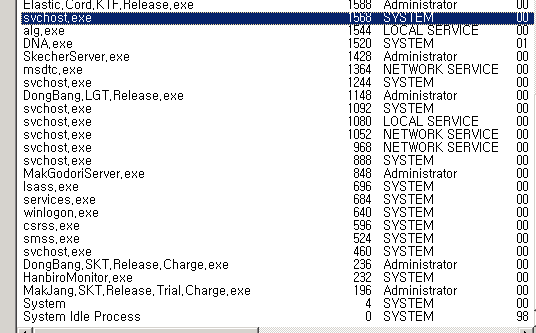 Elastic,Cord,KTF,Release,exe 1588 Administrator 00
svchost,exe 1568 SYSTEM 00
alg,exe 1544 LOCAL SERVICE 00
DNA,exe 1520 SYSTEM 01
SkecherServer,exe 1428 Administrator 00
msdtc,exe 1364 NETWORK SERVICE 00
svchost,exe 1244 SYSTEM 00
DongBang,LGT,Release,exe 1148 Administrator 00
svchost,exe 1092 SYSTEM 00
svchost,exe 1080 LOCAL SERVICE 00
svchost,exe 1052 NETWORK SERVICE 00
svchost,exe 968 NETWORK SERVICE 00
svchost,exe 888 SYSTEM 00
MakGodoriServer,exe 848 Administrator 00
lsass,exe 696 SYSTEM 00
services,exe 684 SYSTEM 00
winlogon,exe 640 SYSTEM 00
csrss,exe 596 SYSTEM 00
smss,exe 524 SYSTEM 00
svchost,exe 460 SYSTEM 00
DongBang,SKT,Release,Charge,exe 236 Administrator 00
HanbiroMonitor,exe 232 SYSTEM 00
MakJang,SKT,Release,Trial,Charge,exe 196 Administrator 00
System 4 SYSTEM 00
System Idle Process 0 SYSTEM 98